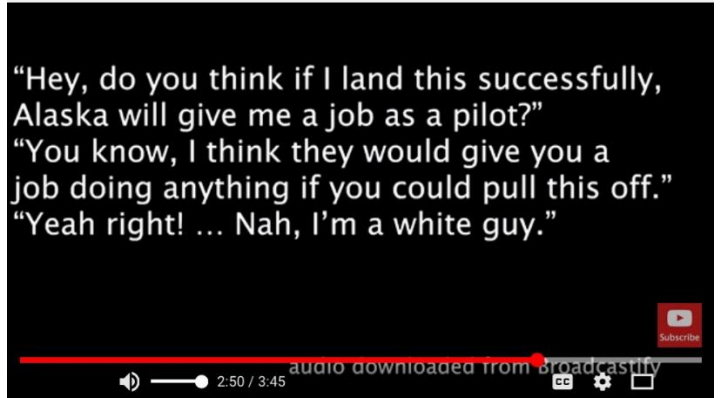 “Hey, do you think if I land this successfully,
Alaska will give me a job as a pilot?”
“You know, I think they would give you a
job doing anything if you could pull this off.”
“Yeah right! ... Nah, I’m a white guy.”
Subscribe
audio downloaded from Broadcastify
2:50 / 3:45
CC